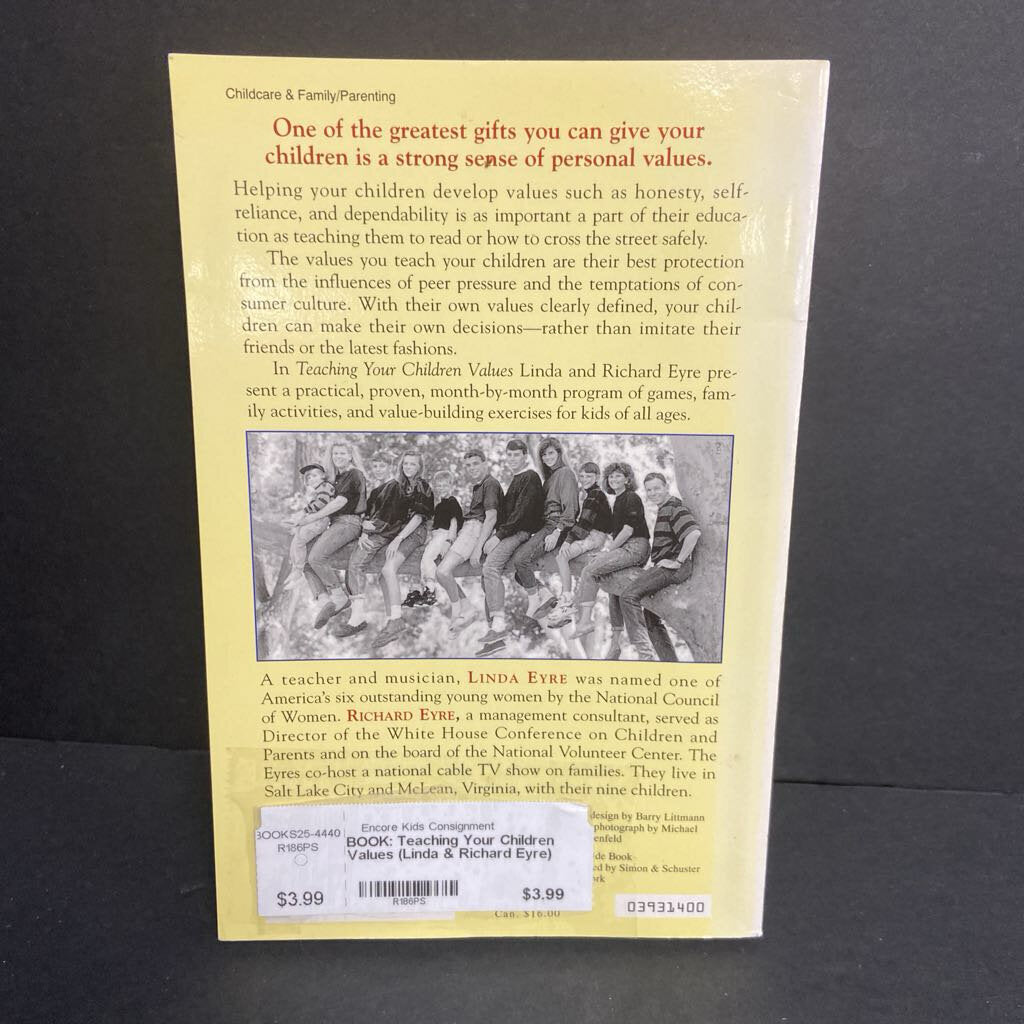 Childcare & Family/Parenting
One of the greatest gifts you can give your
children is a strong sense of personal values.
Helping your children develop values such as honesty, self-
reliance, and dependability is as important a part of their educa-
tion as teaching them to read or how to cross the street safely.
The values you teach your children are their best protection
from the influences of peer pressure and the temptations of con-
sumer culture. With their own values clearly defined, your chil-
dren can make their own decisions—rather than imitate their
friends or the latest fashions.
In Teaching Your Children Values Linda and Richard Eyre pre-
sent a practical, proven, month-by-month program of games, fam-
ily activities, and value-building exercises for kids of all ages.
A teacher and musician, LINDA EYRE was named one of
America's six outstanding young women by the National Council
of Women. RICHARD EYRE, a management consultant, served as
Director of the White House Conference on Children and
Parents and on the board of the National Volunteer Center. The
Eyres co-host a national cable TV show on families. They live in
Salt Lake City and McLean, Virginia, with their nine children.
design by Barry Littmann
photograph by Michael
enfeld
de Book
ed by Simon & Schuster
rk
BOOKS25-4440
R186PS
$3.99
Encore Kids Consignment
BOOK: Teaching Your Children
Values (Linda & Richard Eyre)
R186PS
$3.99
Can. $16.00
03931400